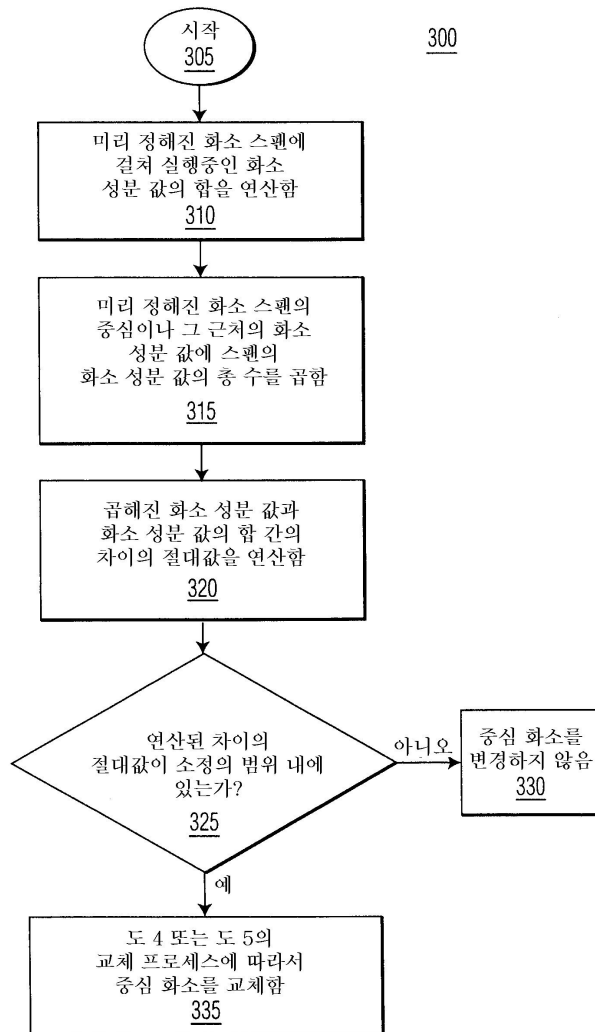 시작
305
300
미리 정해진 화소 스팬에
걸쳐 실행중인 화소
성분 값의 합을 연산함
310
미리 정해진 화소 스팬의
중심이나 그 근처의 화소
성분 값에 스팬의
화소 성분 값의 총 수를 곱함
315
곱해진 화소 성분 값과
화소 성분 값의 합 간의
차이의 절대값을 연산함
320
연산된 차이의
절대값이 소정의 범위 내에
있는가?
325
아니오
중심 화소를
변경하지 않음
330
예
도 4 또는 도 5의
교체 프로세스에 따라서
중심 화소를 교체함
335